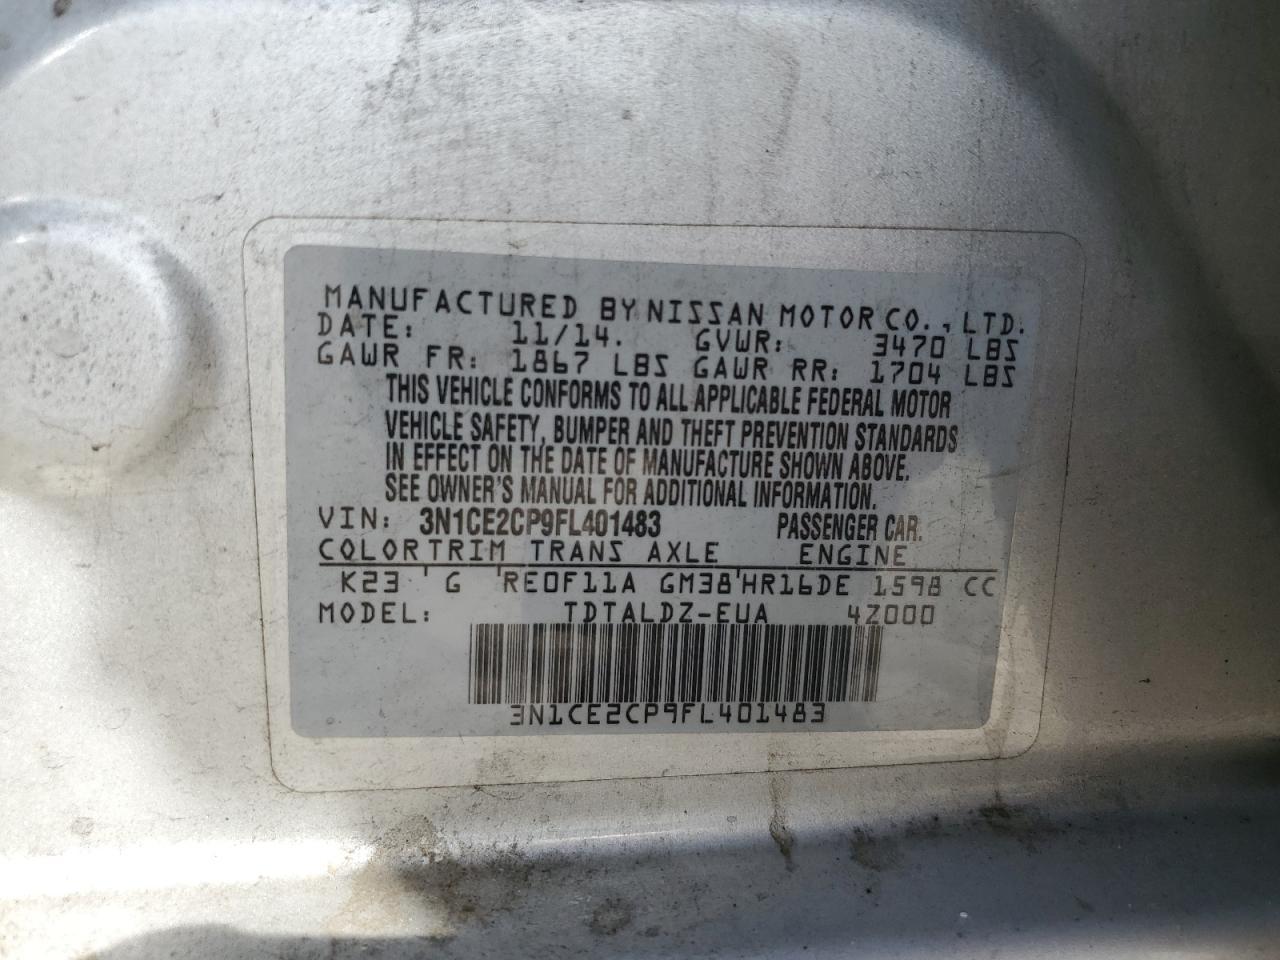 MANUFACTURED BY NISSAN MOTOR CO., LTD.
DATE: 11/14. GVWR: 3470 LBS
GAWR FR: 1867 LBS GAWR RR: 1704 LBS
THIS VEHICLE CONFORMS TO ALL APPLICABLE FEDERAL MOTOR
VEHICLE SAFETY, BUMPER AND THEFT PREVENTION STANDARDS
IN EFFECT ON THE DATE OF MANUFACTURE SHOWN ABOVE.
SEE OWNER'S MANUAL FOR ADDITIONAL INFORMATION.
VIN: 3N1CE2CP9FL401483 PASSENGER CAR.
COLOR TRIM TRANS AXLE ENGINE
K23 G RE0F11A GM38 HR16DE 1598 CC
MODEL: TDTALDZ-EUA 4Z000
3N1CE2CP9FL401483